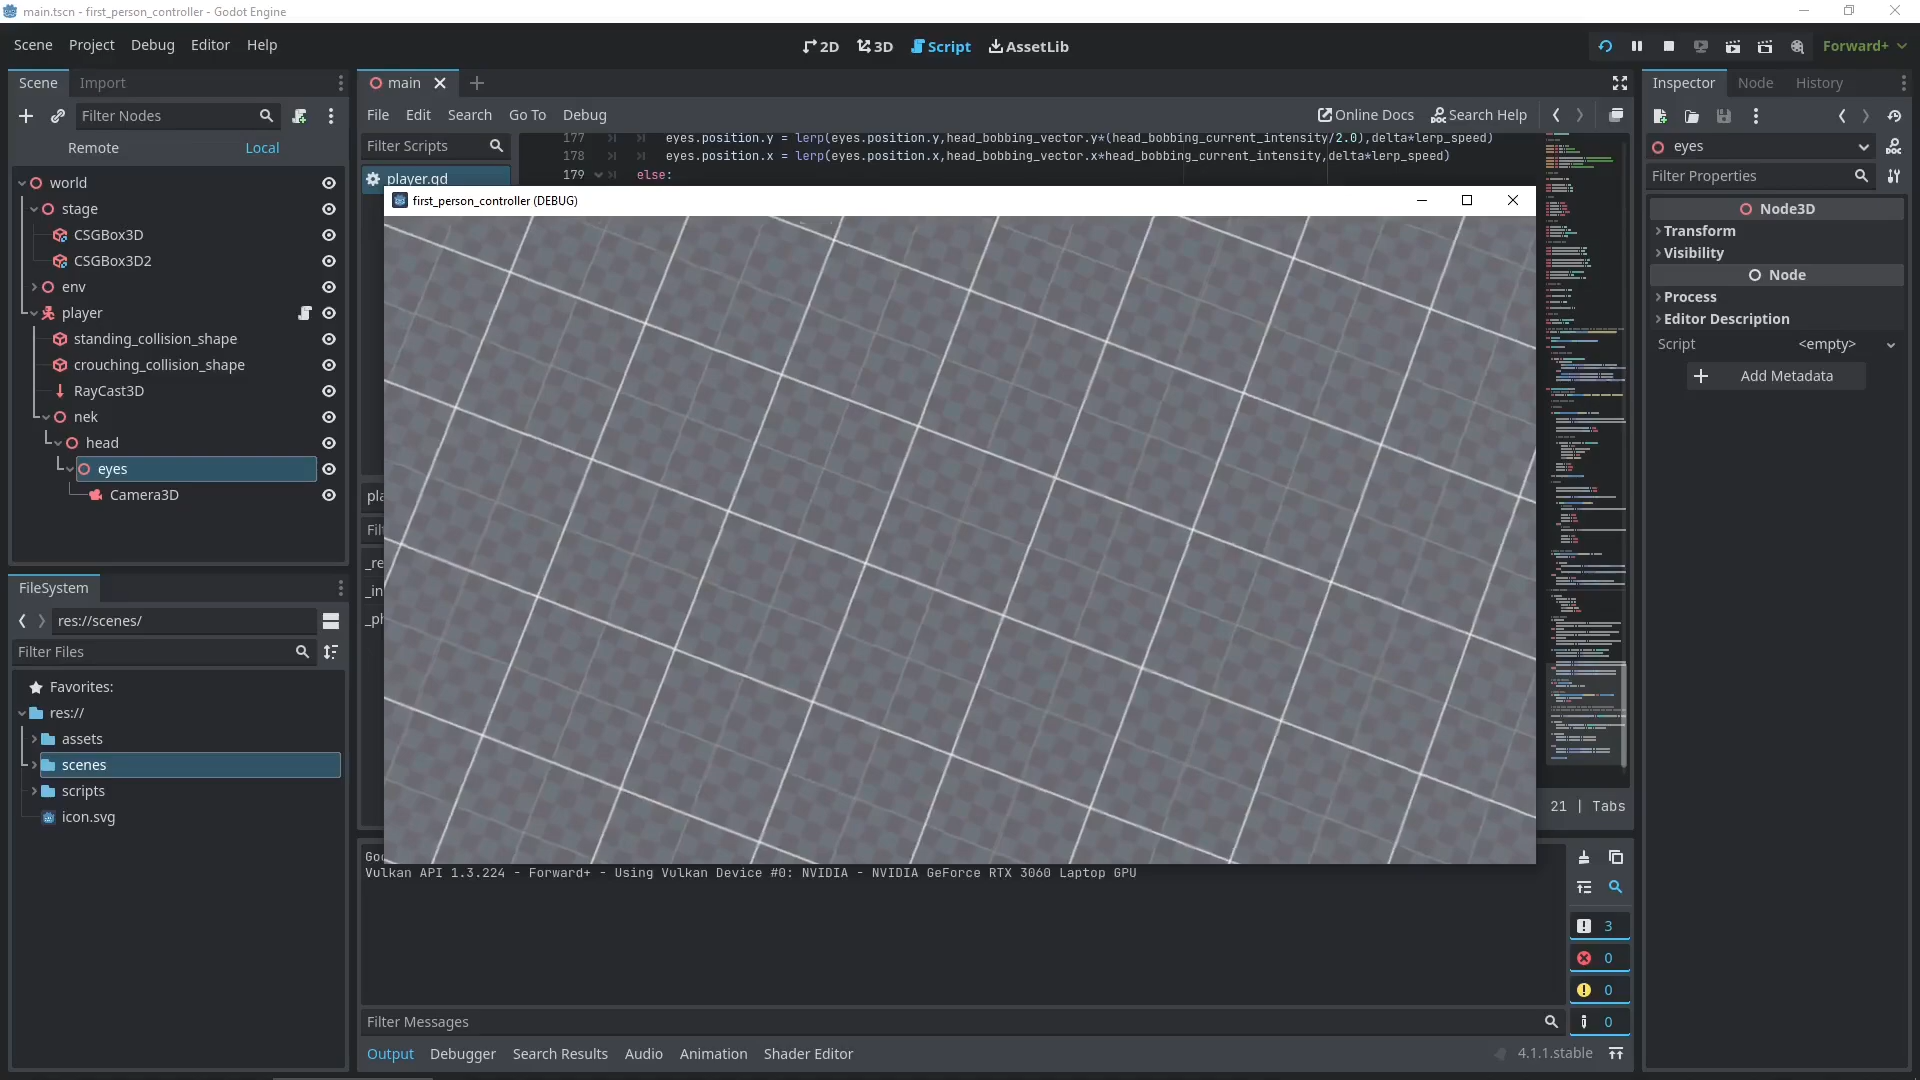 main.tscn - first_person_controller - Godot Engine
Scene Project Debug Editor Help
2D 3D Script AssetLib
Forward+
Scene Import
Filter Nodes
Remote Local
world
stage
CSGBox3D
CSGBox3D2
env
player
standing_collision_shape
crouching_collision_shape
RayCast3D
nek
head
eyes
Camera3D
FileSystem
res://scenes/
Filter Files
Favorites:
res://
assets
scenes
scripts
icon.svg
main
File Edit Search Go To Debug
Online Docs Search Help
Filter Scripts
player.gd
177 eyes.position.y = lerp(eyes.position.y,head_bobbing_vector.y*(head_bobbing_current_intensity/2.0),delta*lerp_speed)
178 eyes.position.x = lerp(eyes.position.x,head_bobbing_vector.x*head_bobbing_current_intensity,delta*lerp_speed)
179 else:
first_person_controller (DEBUG)
pla
Fil
_re
_in
_ph
21 | Tabs
Goo
Vulkan API 1.3.224 - Forward+ - Using Vulkan Device #0: NVIDIA - NVIDIA GeForce RTX 3060 Laptop GPU
3
0
0
0
Filter Messages
Output Debugger Search Results Audio Animation Shader Editor
4.1.1.stable
Inspector Node History
eyes
Filter Properties
Node3D
Transform
Visibility
Node
Process
Editor Description
Script <empty>
Add Metadata